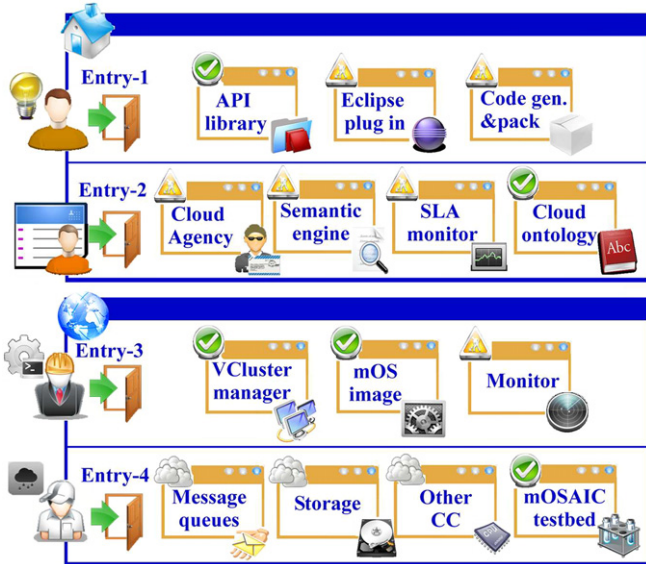 Entry-1
API
library
Eclipse
plug in
Code gen.
&pack
Entry-2
Cloud
Agency
Semantic
engine
SLA
monitor
Cloud
ontology
Abc
Entry-3
VCluster
manager
mOS
image
Monitor
Entry-4
Message
queues
Storage
Other
CC
mOSAIC
testbed